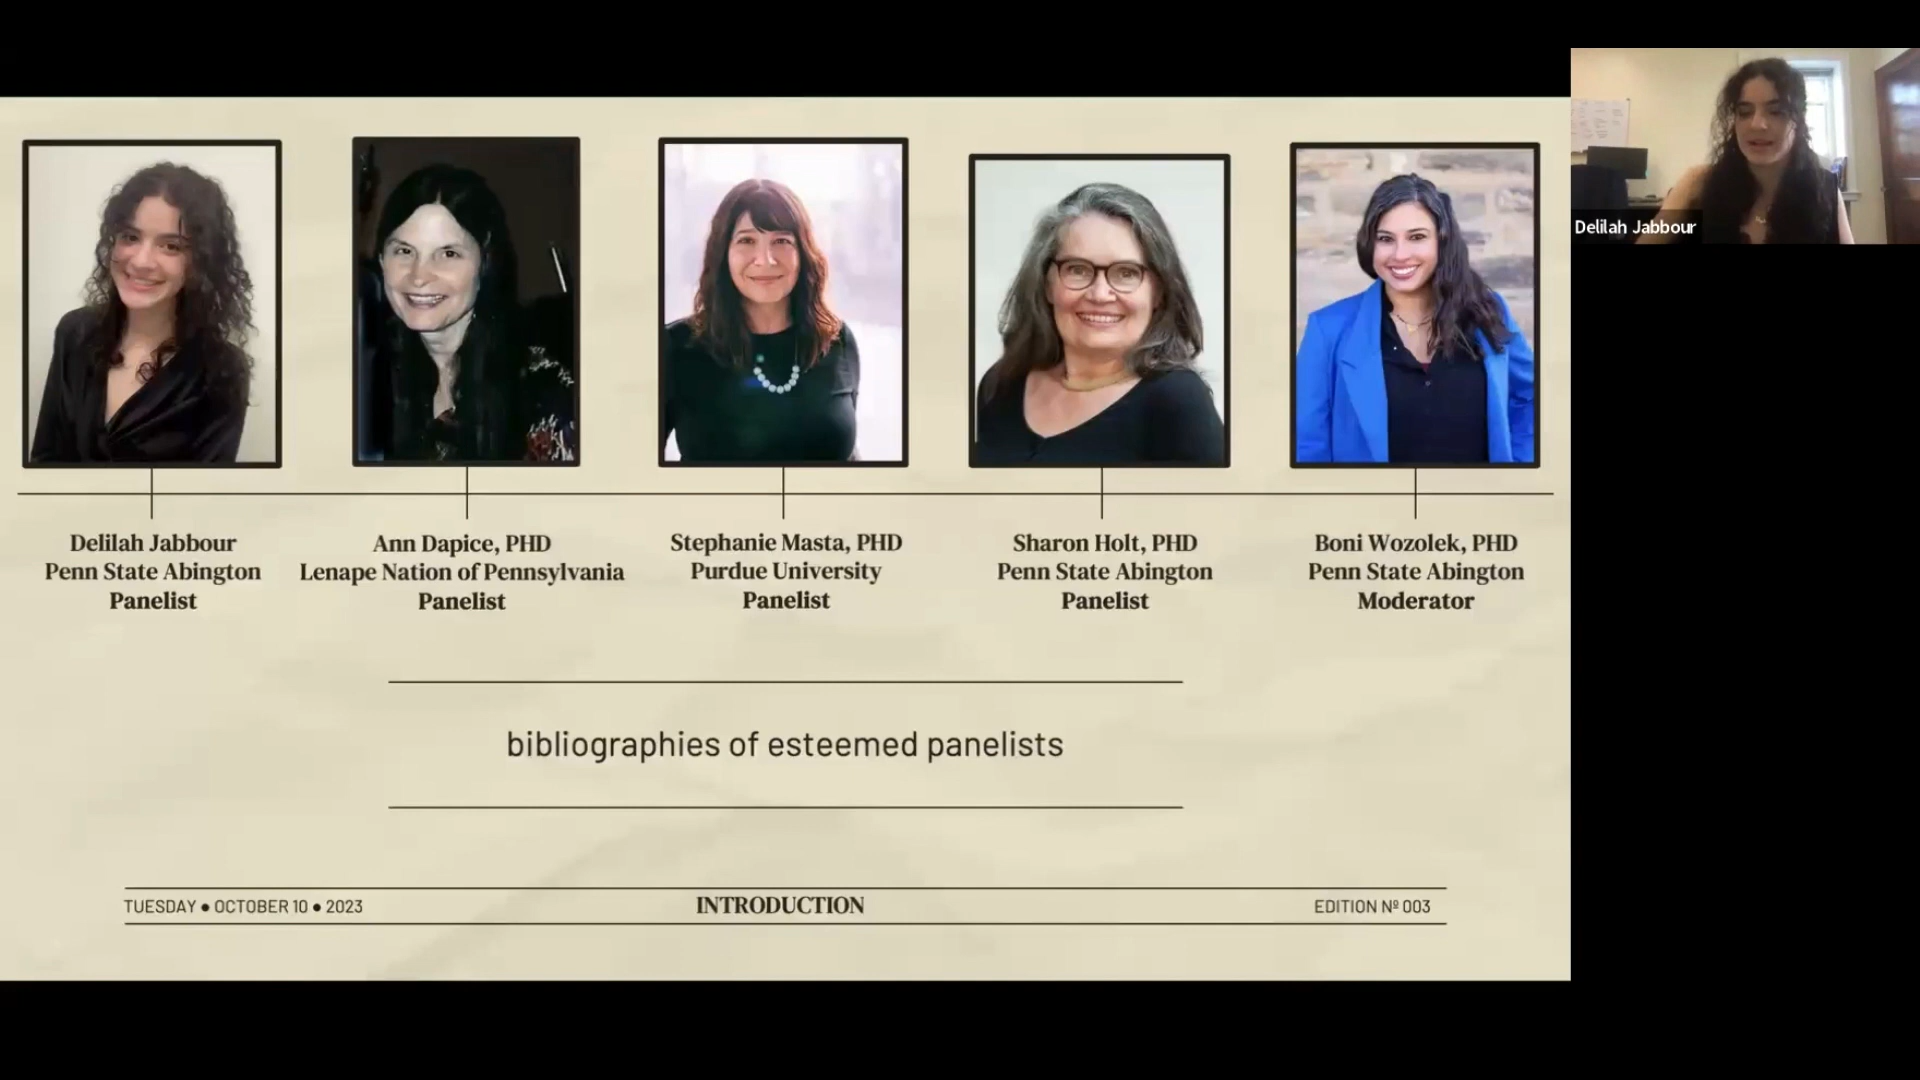 Delilah Jabbour
Delilah Jabbour
Penn State Abington
Panelist
Ann Dapice, PHD
Lenape Nation of Pennsylvania
Panelist
Stephanie Masta, PHD
Purdue University
Panelist
Sharon Holt, PHD
Penn State Abington
Panelist
Boni Wozolek, PHD
Penn State Abington
Moderator
bibliographies of esteemed panelists
TUESDAY ● OCTOBER 10 ● 2023
INTRODUCTION
EDITION Nº 003